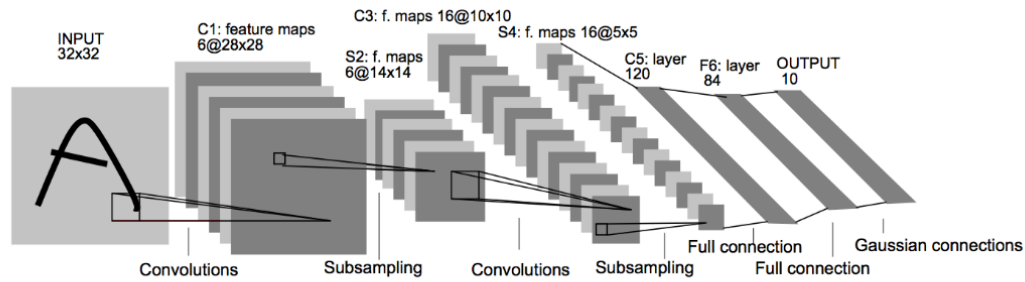 INPUT
32x32
C1: feature maps
6@28x28
S2: f. maps
6@14x14
C3: f. maps 16@10x10
S4: f. maps 16@5x5
C5: layer
120
F6: layer
84
OUTPUT
10
Convolutions
Subsampling
Convolutions
Subsampling
Full connection
Full connection
Gaussian connections
A